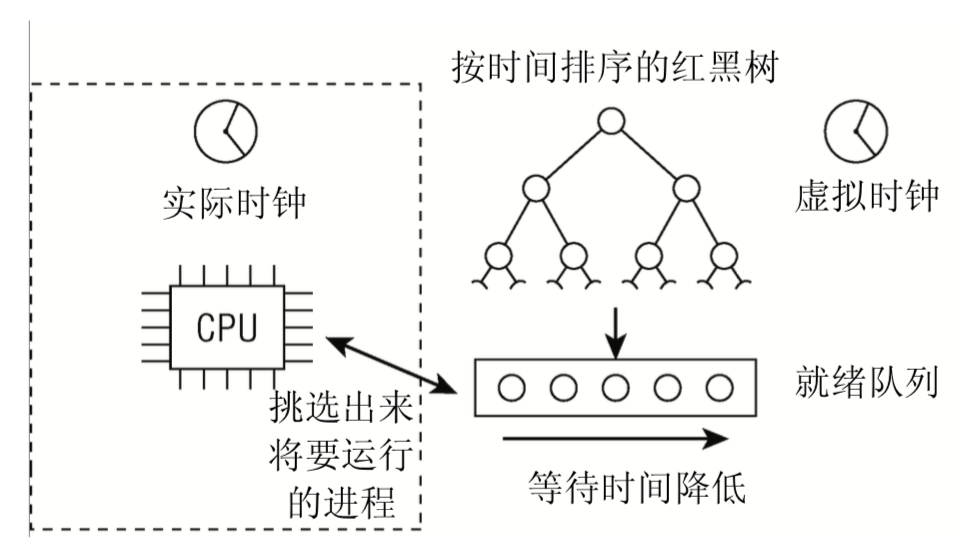 按时间排序的红黑树
实际时钟
虚拟时钟
CPU
就绪队列
挑选出来
将要运行
的进程
等待时间降低